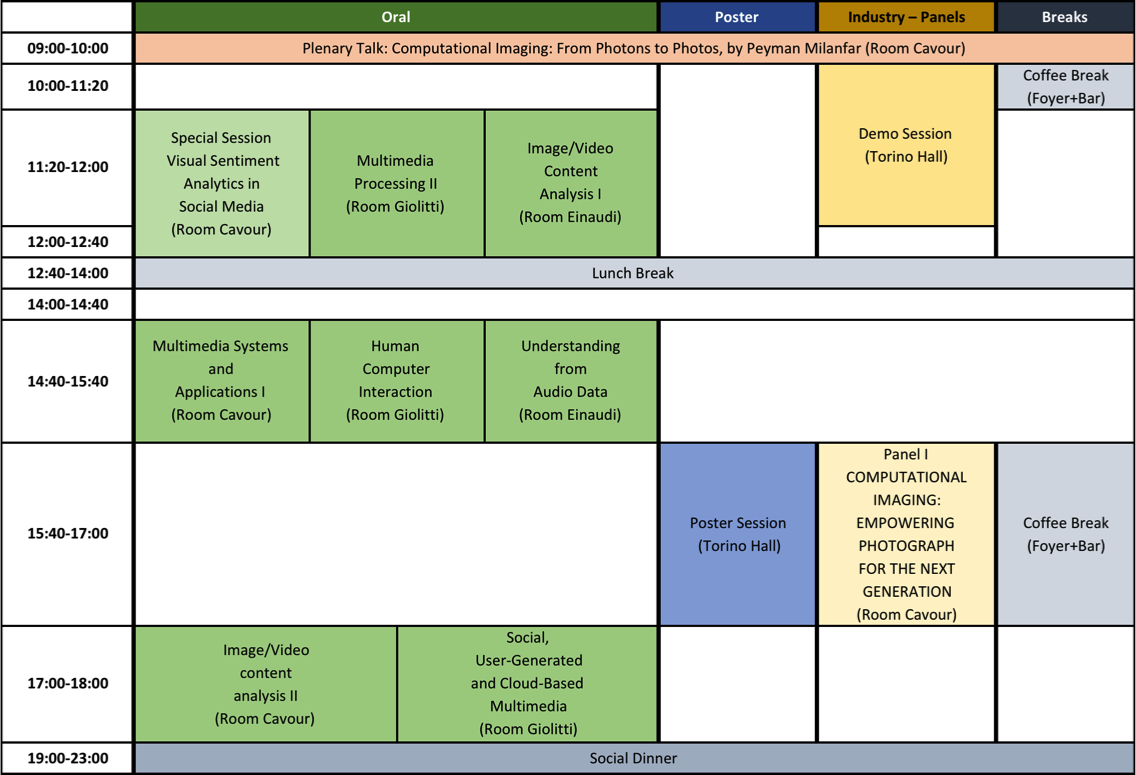 Oral
Poster
Industry – Panels
Breaks
09:00-10:00
Plenary Talk: Computational Imaging: From Photons to Photos, by Peyman Milanfar (Room Cavour)
10:00-11:20
Coffee Break
(Foyer+Bar)
Demo Session
(Torino Hall)
11:20-12:00
Special Session
Visual Sentiment
Analytics in
Social Media
(Room Cavour)
Multimedia
Processing II
(Room Giolitti)
Image/Video
Content
Analysis I
(Room Einaudi)
12:00-12:40
12:40-14:00
Lunch Break
14:00-14:40
14:40-15:40
Multimedia Systems
and
Applications I
(Room Cavour)
Human
Computer
Interaction
(Room Giolitti)
Understanding
from
Audio Data
(Room Einaudi)
15:40-17:00
Poster Session
(Torino Hall)
Panel I
COMPUTATIONAL
IMAGING:
EMPOWERING
PHOTOGRAPH
FOR THE NEXT
GENERATION
(Room Cavour)
Coffee Break
(Foyer+Bar)
17:00-18:00
Image/Video
content
analysis II
(Room Cavour)
Social,
User-Generated
and Cloud-Based
Multimedia
(Room Giolitti)
19:00-23:00
Social Dinner